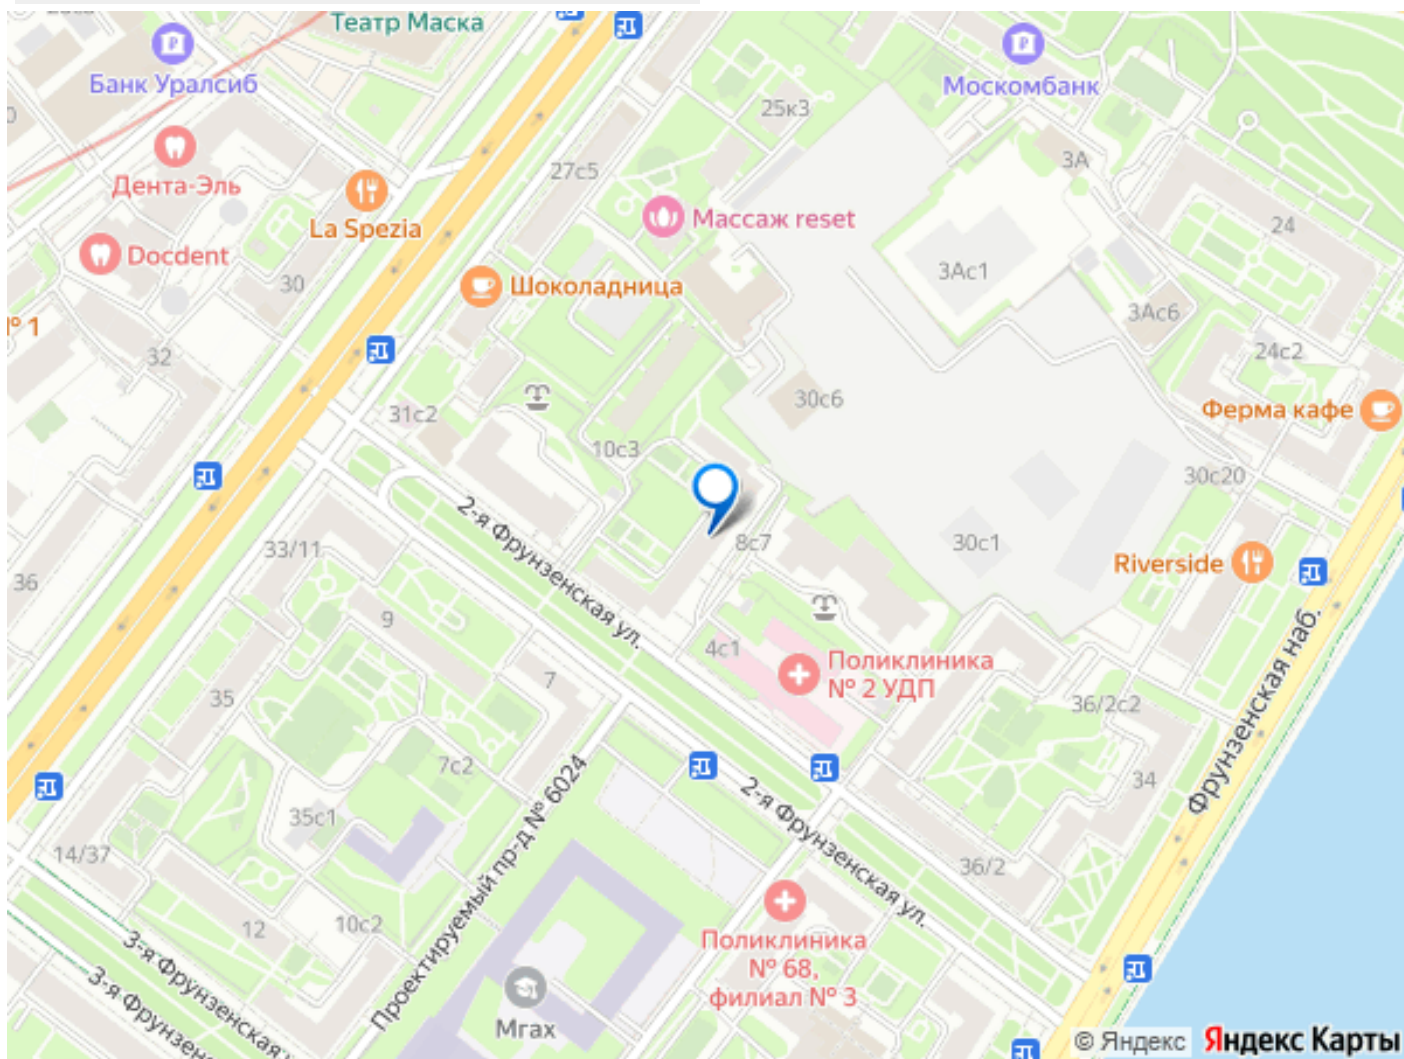 Театр Маска
Банк Уралсиб
Москомбанк
25к3
Дента-Эль
27с5
3А
La Spezia
Массаж reset
24
Docdent
30
Шоколадница
3Ас1
3Ас6
№ 1
32
24с2
31с2
30с6
Ферма кафе
10с3
30с20
2-я Фрунзенская ул.
33/11
8с7
30с1
Riverside
36
9
4с1
Поликлиника
№ 2 УДП
Фрунзенская наб.
35
7
36/2с2
7с2
34
35с1
2-я Фрунзенская ул.
14/37
36/2
Проектируемый пр-д № 6024
12
10с2
Поликлиника
№ 68,
филиал № 3
3-я Фрунзенская
3-я Фрунзенс
Мгах
© Яндекс Яндекс Карты